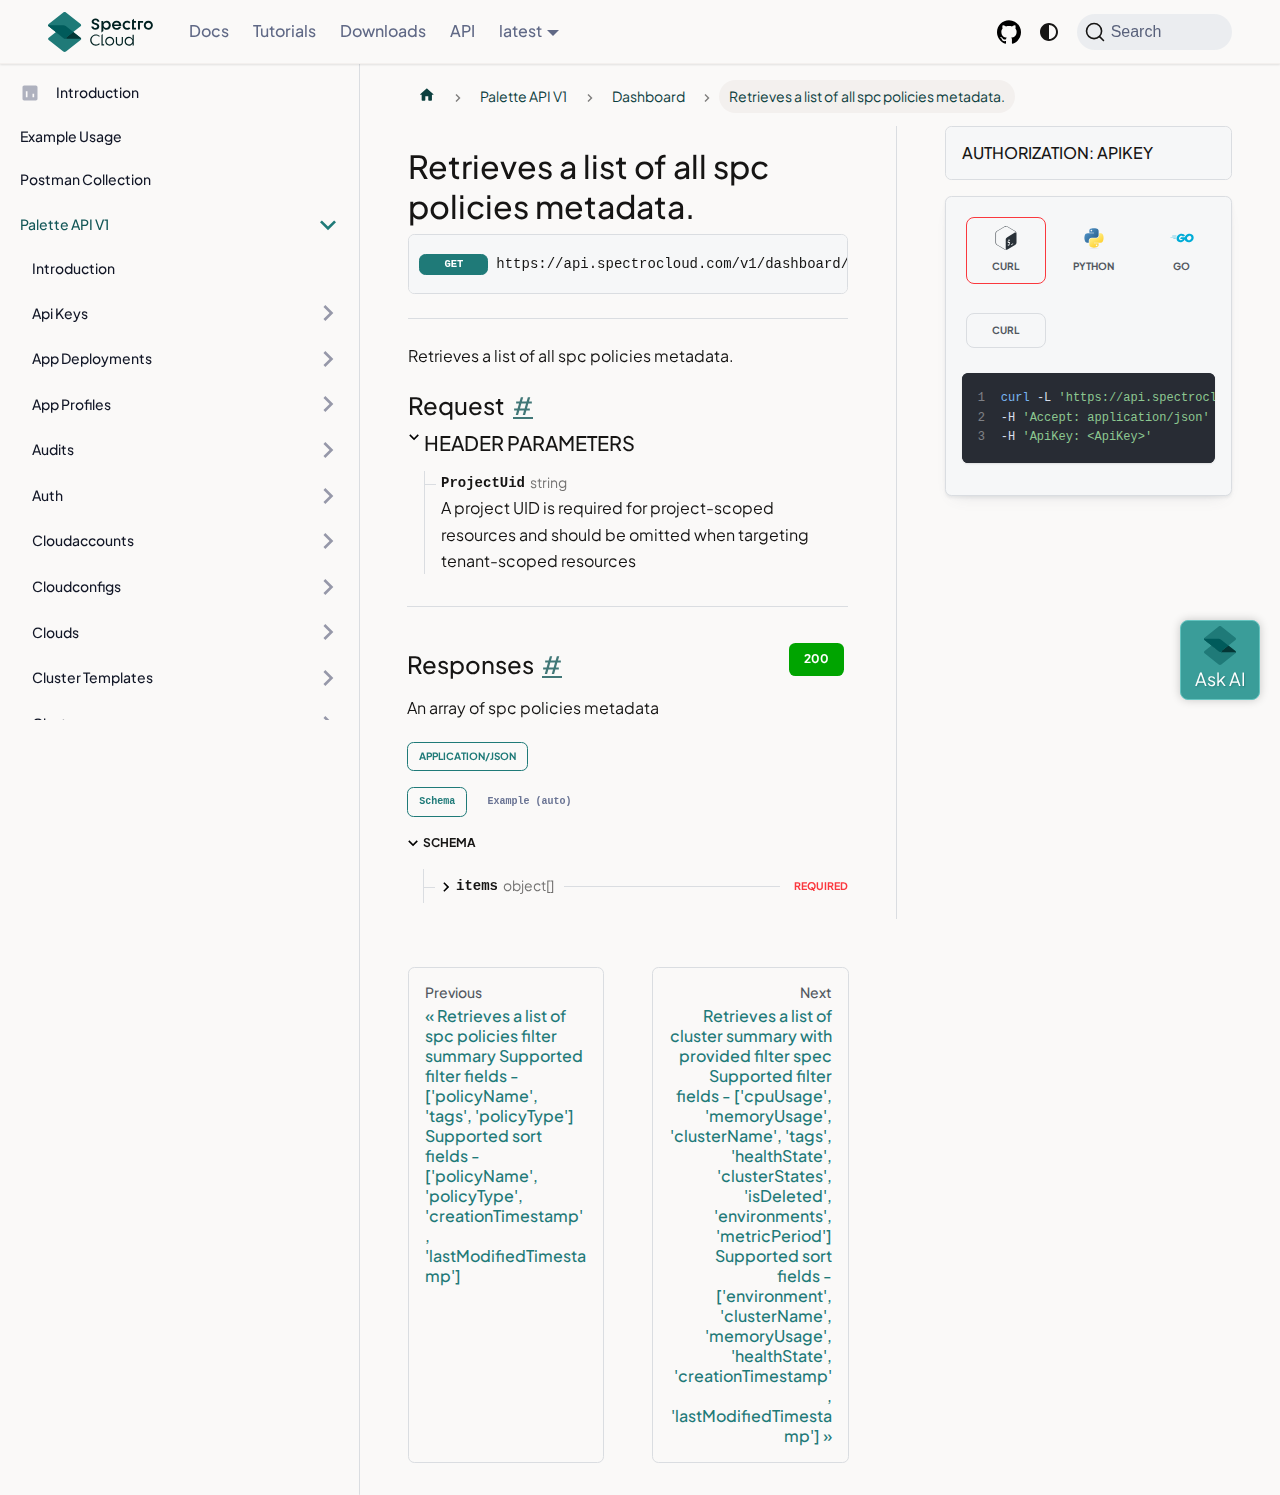 Spectro
Cloud
Docs
Tutorials
Downloads
API
latest
Search
Introduction
Example Usage
Postman Collection
Palette API V1
Introduction
Api Keys
App Deployments
App Profiles
Audits
Auth
Cloudaccounts
Cloudconfigs
Clouds
Cluster Templates
Palette API V1
Dashboard
Retrieves a list of all spc policies metadata.
Retrieves a list of all spc
policies metadata.
GET https://api.spectrocloud.com/v1/dashboard/
Retrieves a list of all spc policies metadata.
Request #
HEADER PARAMETERS
ProjectUid string
A project UID is required for project-scoped
resources and should be omitted when targeting
tenant-scoped resources
Responses #
200
An array of spc policies metadata
APPLICATION/JSON
Schema
Example (auto)
SCHEMA
items object[]
REQUIRED
Previous
« Retrieves a list of
spc policies filter
summary Supported
filter fields -
['policyName',
'tags', 'policyType']
Supported sort
fields -
['policyName',
'policyType',
'creationTimestamp'
,
'lastModifiedTimesta
mp']
Next
Retrieves a list of
cluster summary with
provided filter spec
Supported filter
fields - ['cpuUsage',
'memoryUsage',
'clusterName', 'tags',
'healthState',
'clusterStates',
'isDeleted',
'environments',
'metricPeriod']
Supported sort
fields -
['environment',
'clusterName',
'memoryUsage',
'healthState',
'creationTimestamp'
,
'lastModifiedTimesta
mp'] »
AUTHORIZATION: APIKEY
CURL
PYTHON
GO
CURL
1 curl -L 'https://api.spectrocl
2 -H 'Accept: application/json'
3 -H 'ApiKey: <ApiKey>'
Ask AI